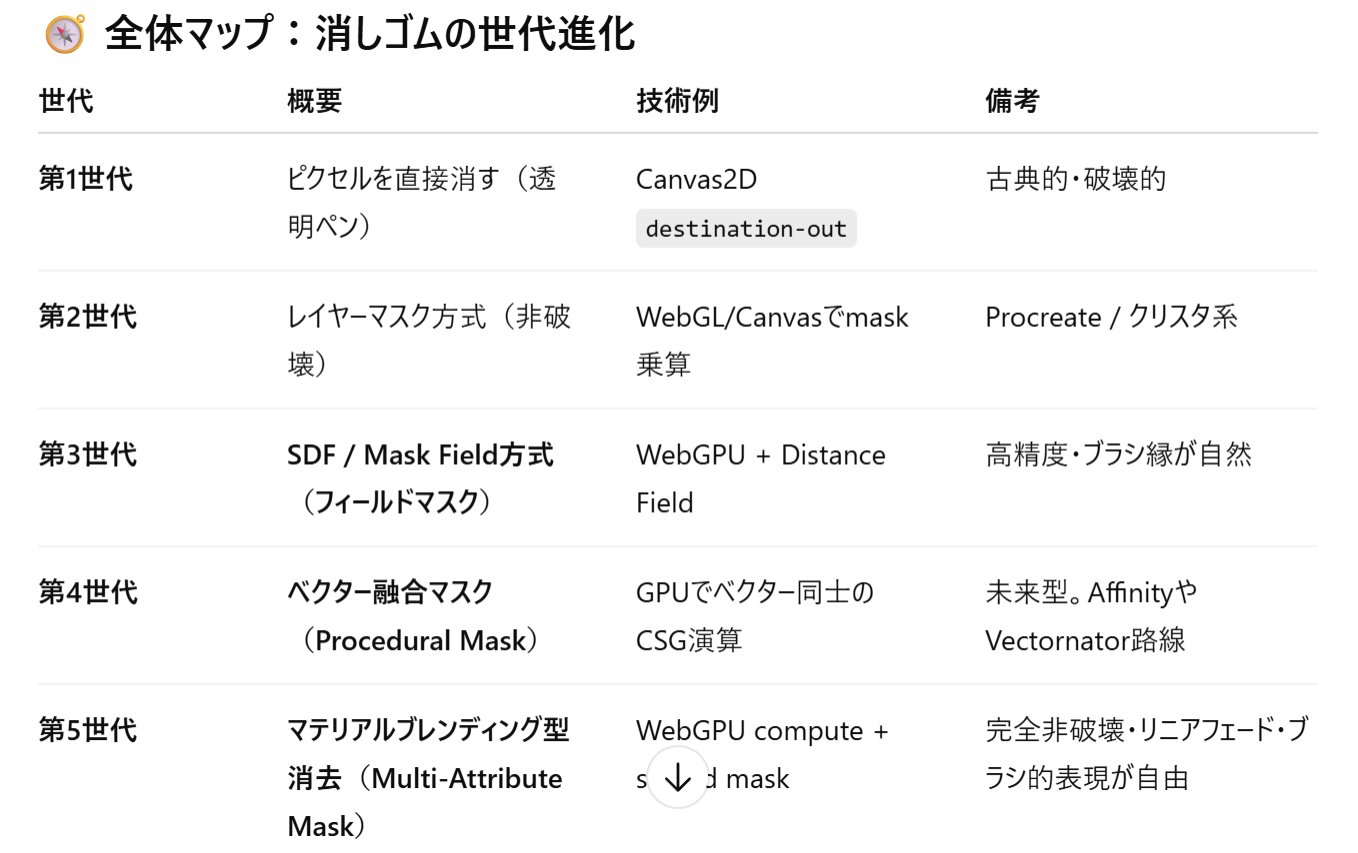 全体マップ：消しゴムの世代進化
世代 概要 技術例 備考
第1世代 ピクセルを直接消す（透 Canvas2D 古典的・破壊的
明ペン） destination-out
第2世代 レイヤーマスク方式（非破 WebGL/Canvasでmask Procreate / クリスタ系
壊） 乗算
第3世代 SDF / Mask Field方式 WebGPU + Distance 高精度・ブラシ縁が自然
（フィールドマスク） Field
第4世代 ベクター融合マスク GPUでベクター同士の 未来型。Affinityや
（Procedural Mask） CSG演算 Vectornator路線
第5世代 マテリアルブレンディング型 WebGPU compute + 完全非破壊・リニアフェード・ブ
消去（Multi-Attribute mask ラシ的表現が自由
Mask）